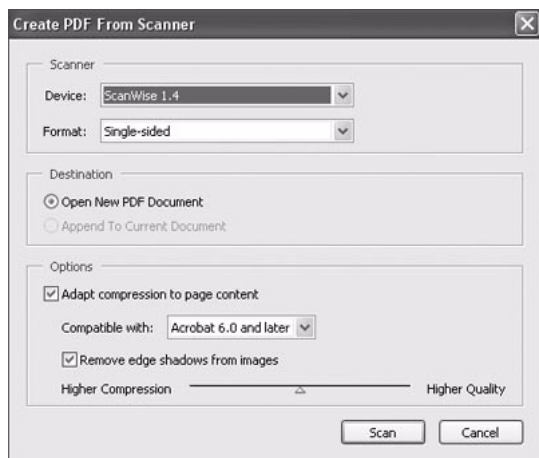 Create PDF From Scanner
Scanner
Device: ScanWise 1.4
Format: Single-sided
Destination
Open New PDF Document
Append To Current Document
Options
Adapt compression to page content
Compatible with: Acrobat 6.0 and later
Remove edge shadows from images
Higher Compression Higher Quality
Scan Cancel